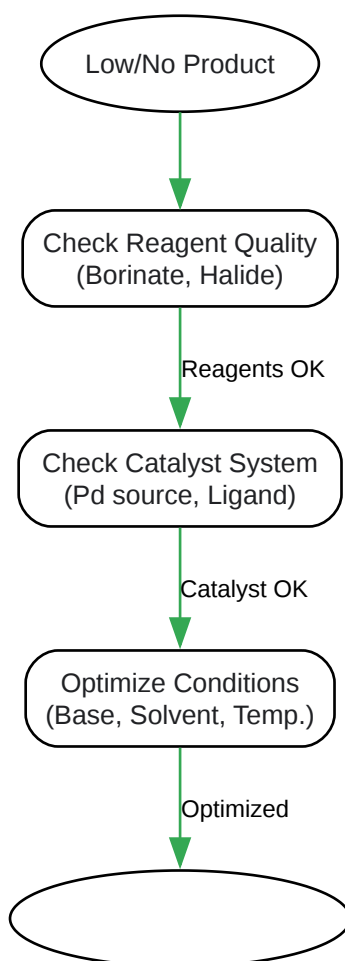 Low/No Product
Check Reagent Quality
(Borinate, Halide)
Reagents OK
Check Catalyst System
(Pd source, Ligand)
Catalyst OK
Optimize Conditions
(Base, Solvent, Temp.)
Optimized